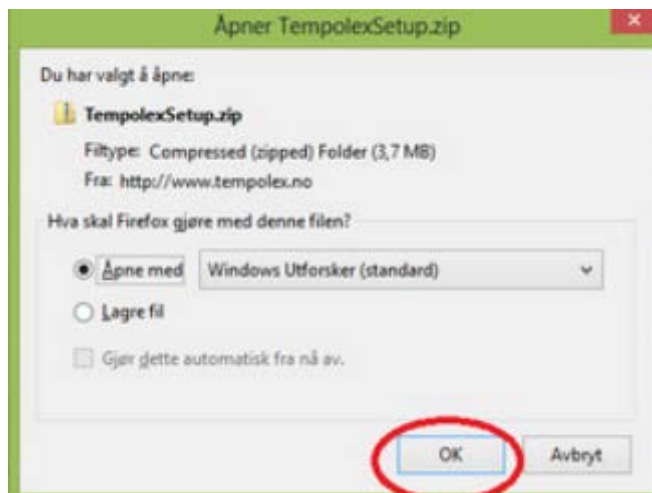 Åpner TempolexSetup.zip
Du har valgt å åpne:
TempolexSetup.zip
Filtype: Compressed (zipped) Folder (3,7 MB)
Fra: http://www.tempolex.no
Hva skal Firefox gjøre med denne filen?
Åpne med Windows Utforsker (standard)
Lagre fil
Gjør dette automatisk fra nå av.
OK Avbryt